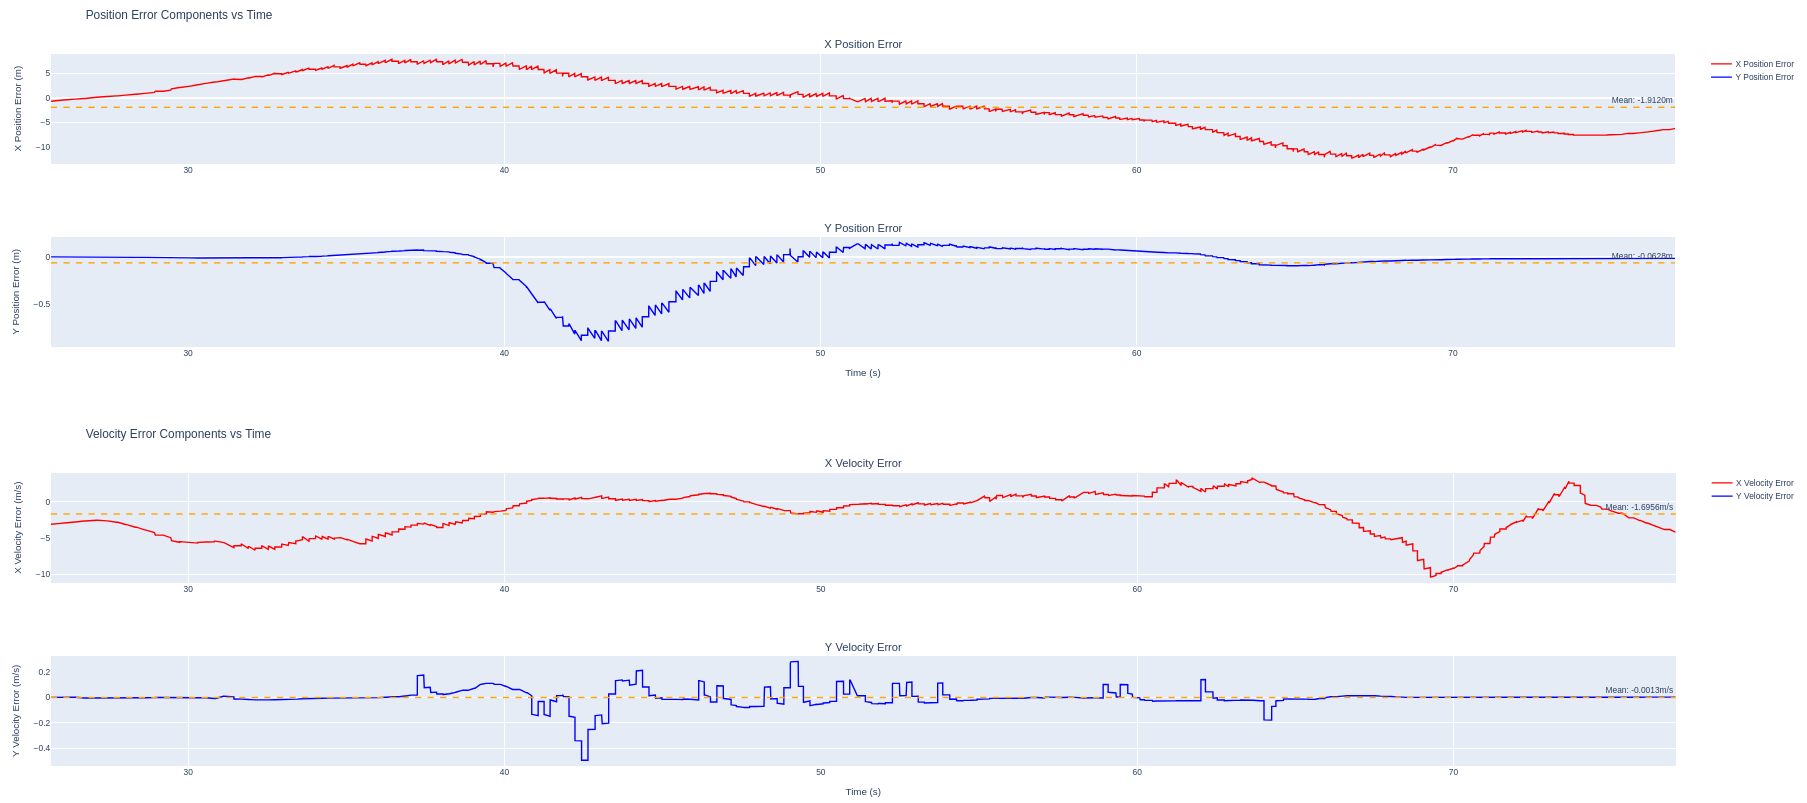 Position Error Components vs Time
X Position Error
X Position Error (m)
5
0
−5
−10
Mean: -1.9120m
30
40
50
60
70
X Position Error
Y Position Error
Y Position Error
Y Position Error (m)
0
−0.5
Mean: -0.0628m
30
40
50
60
70
Time (s)
Velocity Error Components vs Time
X Velocity Error
X Velocity Error (m/s)
0
−5
−10
Mean: -1.6956m/s
30
40
50
60
70
X Velocity Error
Y Velocity Error
Y Velocity Error
Y Velocity Error (m/s)
0.2
0
−0.2
−0.4
Mean: -0.0013m/s
30
40
50
60
70
Time (s)